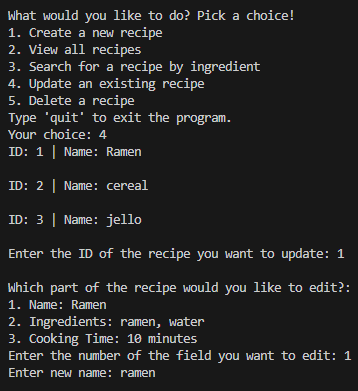 What would you like to do? Pick a choice!
1. Create a new recipe
2. View all recipes
3. Search for a recipe by ingredient
4. Update an existing recipe
5. Delete a recipe
Type 'quit' to exit the program.
Your choice: 4
ID: 1 | Name: Ramen
ID: 2 | Name: cereal
ID: 3 | Name: jello
Enter the ID of the recipe you want to update: 1
Which part of the recipe would you like to edit?:
1. Name: Ramen
2. Ingredients: ramen, water
3. Cooking Time: 10 minutes
Enter the number of the field you want to edit: 1
Enter new name: ramen